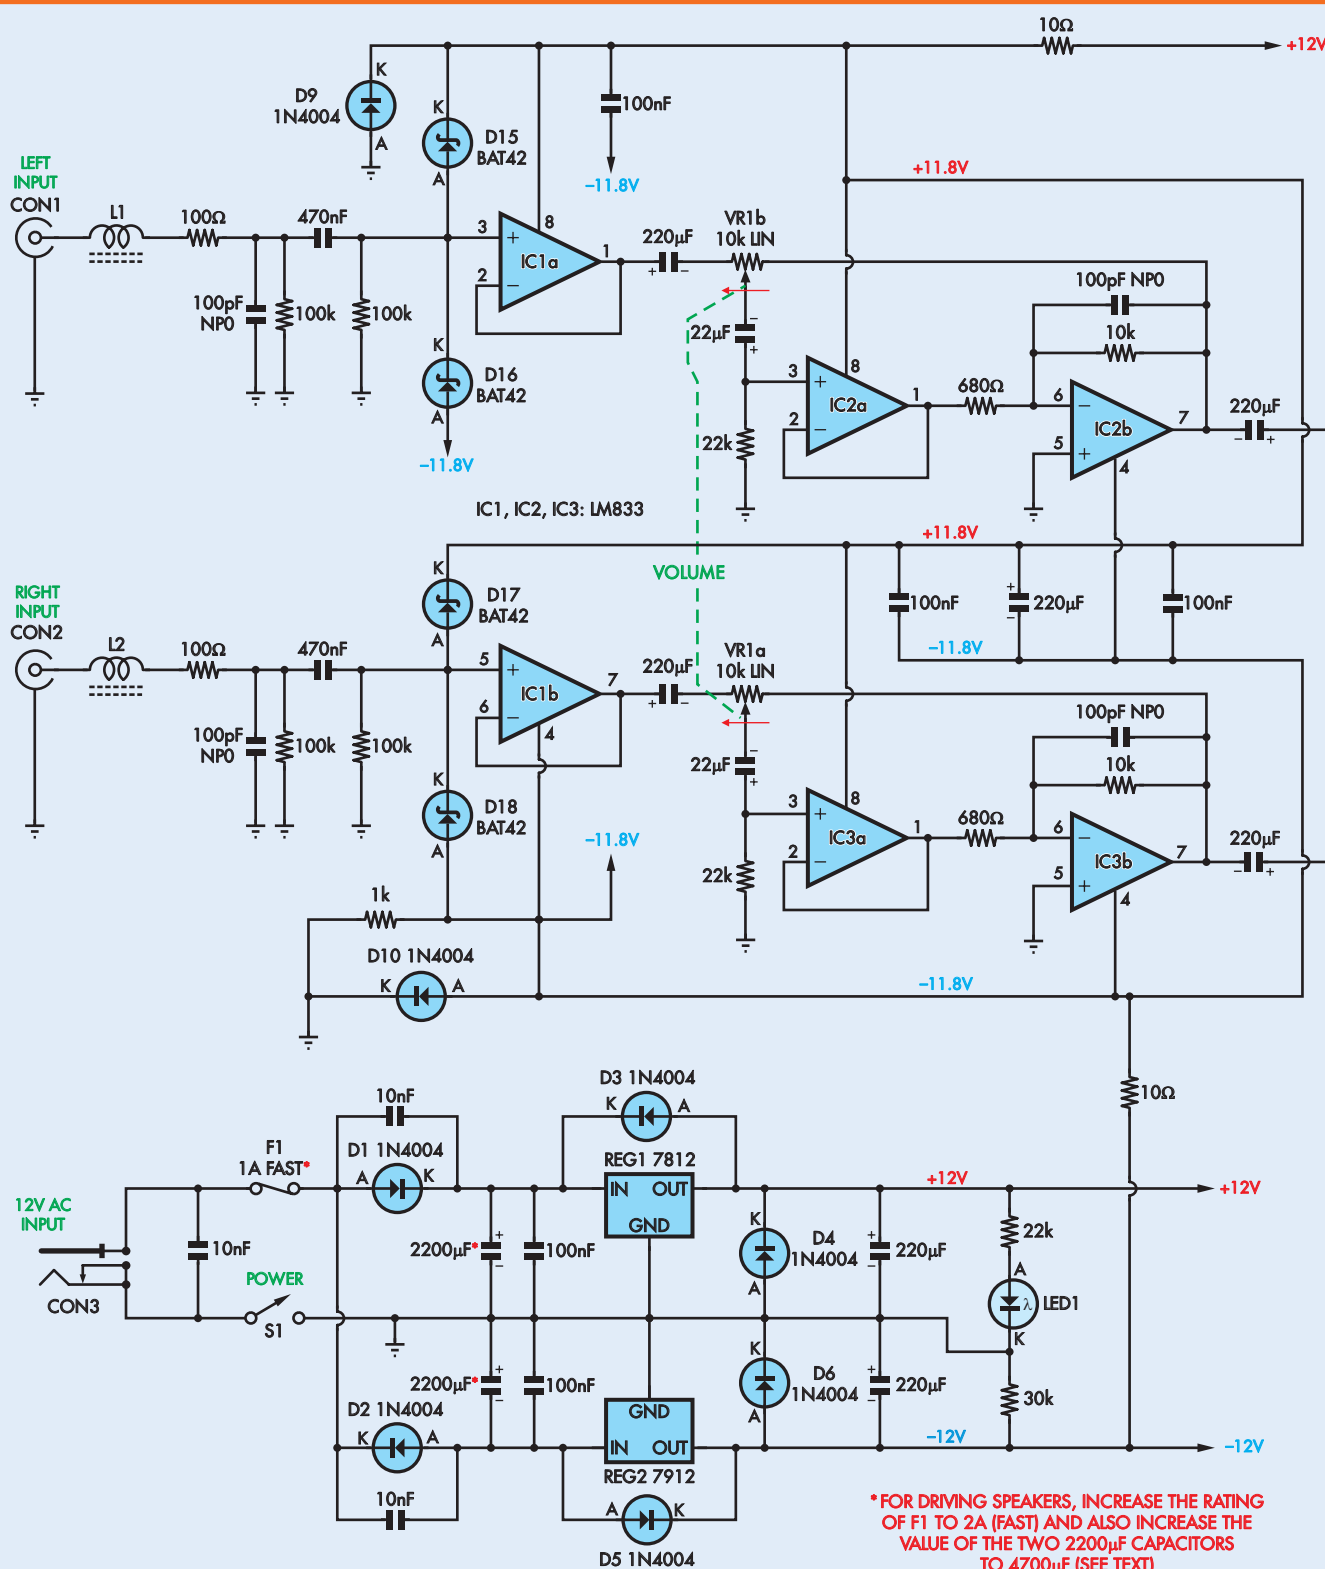 10Ω
+12V
K
D9
1N4004
A
K
D15
BAT42
A
100nF
–11.8V
+11.8V
LEFT
INPUT
CON1
L1
100Ω
470nF
3
+
8
IC1a
1
2
–
220µF
+
–
VR1b
10k LIN
100pF NP0
10k
100pF
NP0
100k
100k
22µF
–
+
K
D16
BAT42
A
–11.8V
3
+
8
IC2a
1
2
–
680Ω
6
–
IC2b
7
5
+
4
220µF
–
+
22k
IC1, IC2, IC3: LM833
+11.8V
VOLUME
K
D17
BAT42
A
100nF
+
220µF
–
100nF
–11.8V
RIGHT
INPUT
CON2
L2
100Ω
470nF
5
+
IC1b
7
6
–
4
220µF
+
–
VR1a
10k LIN
100pF NP0
10k
100pF
NP0
100k
100k
22µF
–
+
K
D18
BAT42
A
–11.8V
3
+
8
IC3a
1
2
–
680Ω
6
–
IC3b
7
5
+
4
220µF
–
+
22k
1k
D10 1N4004
K
A
–11.8V
10Ω
10nF
D1 1N4004
A
K
D3 1N4004
K
A
F1
1A FAST*
REG1 7812
IN
OUT
GND
+12V
+12V
12V AC
INPUT
CON3
10nF
POWER
S1
2200µF*
+
–
100nF
K
D4
1N4004
A
+
220µF
–
22k
A
λ
LED1
K
2200µF*
+
–
100nF
K
D6
1N4004
A
+
220µF
–
30k
D2 1N4004
K
A
10nF
GND
IN
OUT
REG2 7912
–12V
–12V
A
K
D5 1N4004
* FOR DRIVING SPEAKERS, INCREASE THE RATING
OF F1 TO 2A (FAST) AND ALSO INCREASE THE
VALUE OF THE TWO 2200µF CAPACITORS
TO 4700µF (SEE TEXT)